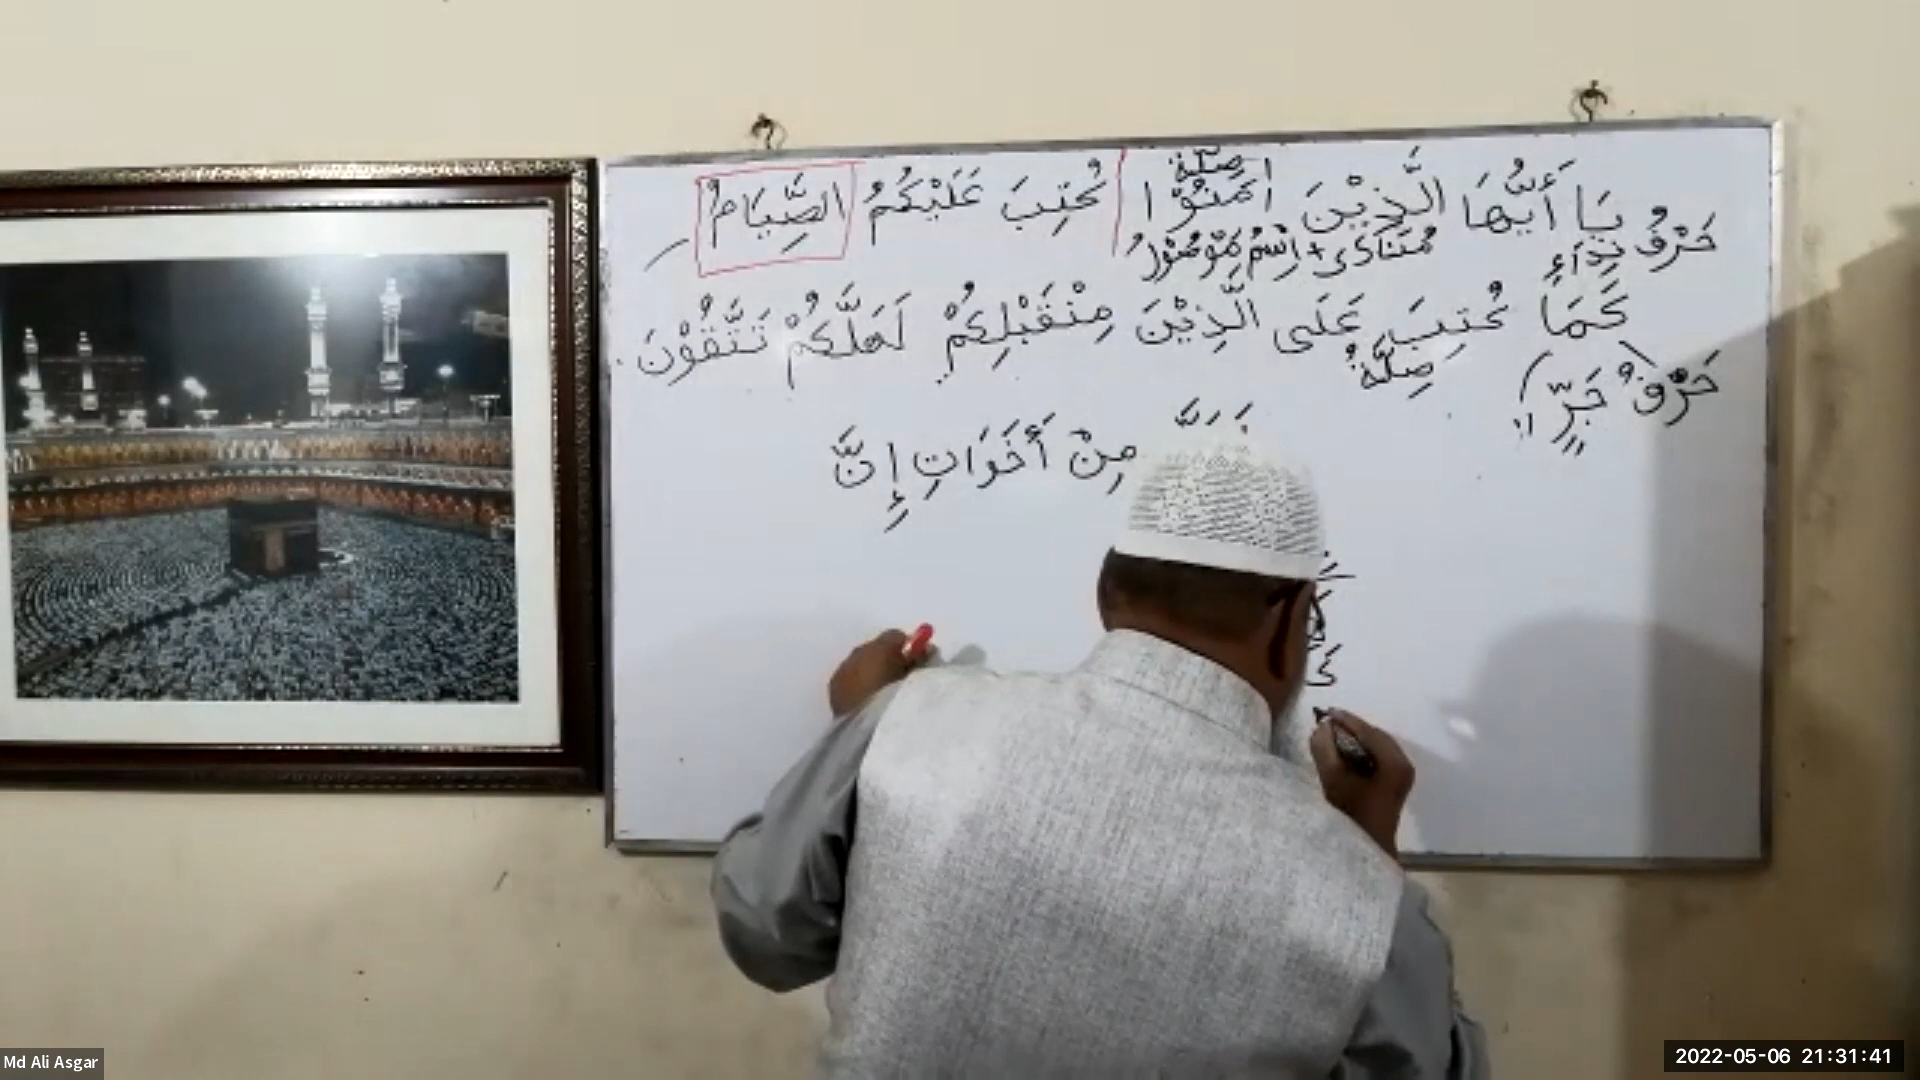 صِلَةٌ
يَا أَيُّهَا الَّذِيْنَ اٰمَنُوْا كُتِبَ عَلَيْكُمُ الصِّيَامُ
حَرْفُ نِدَاءٍ مُنَادٰى + اِسْمُ مَوْصُوْلُ
كَمَا كُتِبَ عَلَى الَّذِيْنَ مِنْقَبْلِكُمْ لَعَلَّكُمْ تَتَّقُوْنَ
حَرْفُ جَرٍّ صِلَةٌ
مِنْ أَخَوَاتِ إِنَّ
Md Ali Asgar
2022-05-06 21:31:41